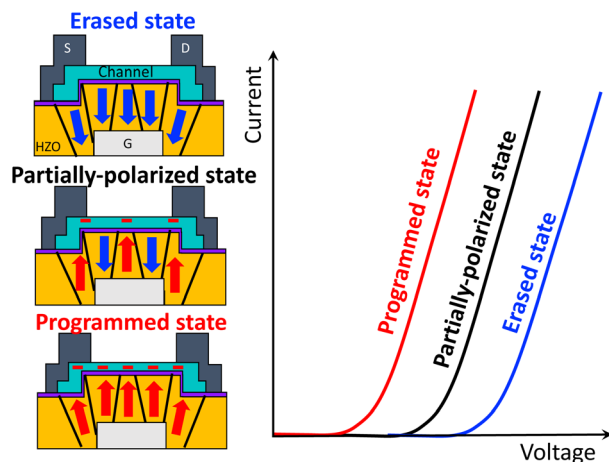 Erased state
S
D
Channel
HZO
G
Partially-polarized state
Programmed state
Current
Programmed state
Partially-polarized state
Erased state
Voltage